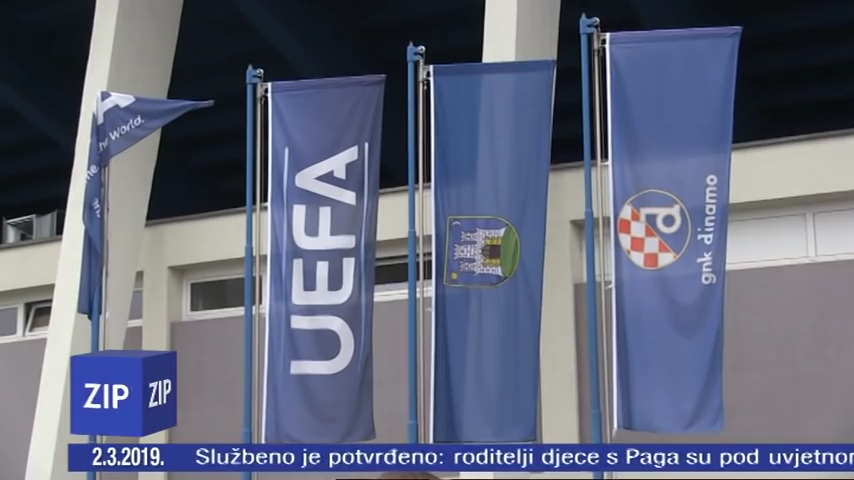 A
the World.
UEFA
d
gnk dinamo
ZIP
ZIP
2.3.2019. Službeno je potvrđeno: roditelji djece s Paga su pod uvjetnom